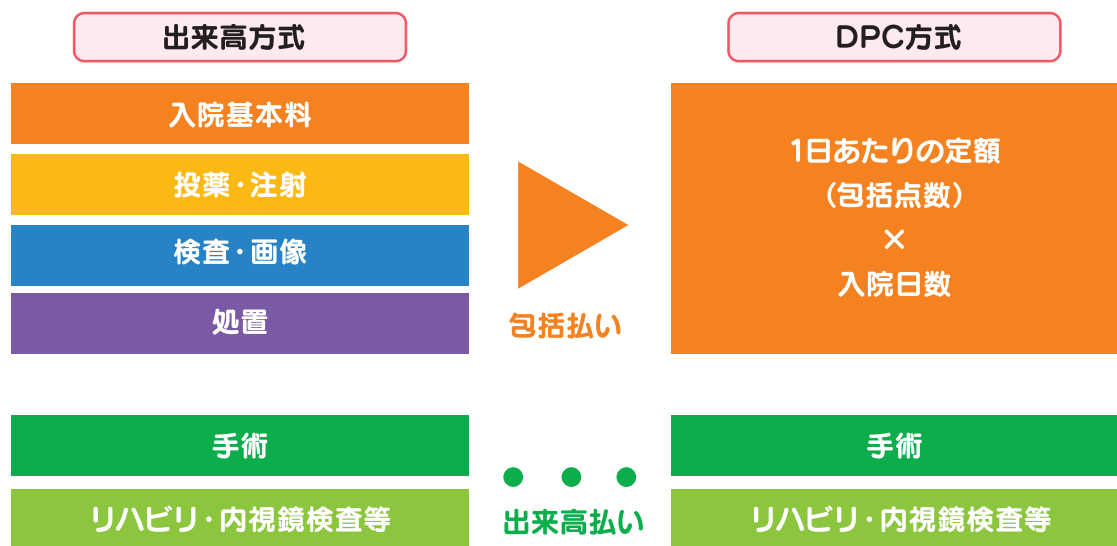 出来高方式
入院基本料
投薬・注射
検査・画像
処置
手術
リハビリ・内視鏡検査等
包括払い
出来高払い
DPC方式
1日あたりの定額
（包括点数）
×
入院日数
手術
リハビリ・内視鏡検査等